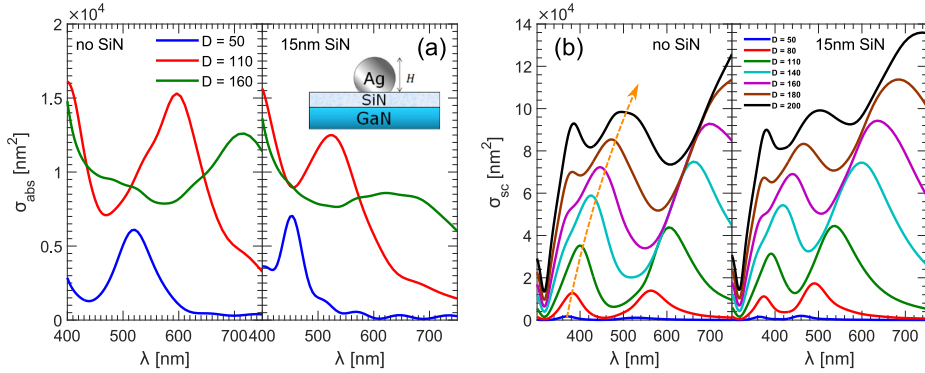 ×10⁴
no SiN
D = 50
D = 110
D = 160
15nm SiN
(a)
Ag
H
SiN
GaN
σabs [nm²]
2
1.5
1
0.5
0
400 500 600 700 400 500 600 700
λ [nm] λ [nm]
×10⁴
(b)
no SiN
15nm SiN
D = 50
D = 80
D = 110
D = 140
D = 160
D = 180
D = 200
σsc [nm²]
14
12
10
8
6
4
2
0
400 500 600 700 400 500 600 700
λ [nm] λ [nm]